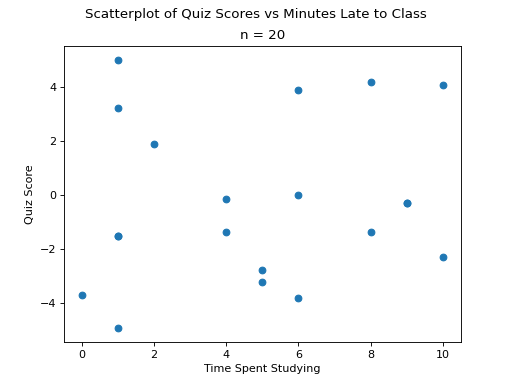 Scatterplot of Quiz Scores vs Minutes Late to Class
n = 20
4
2
0
−2
−4
Quiz Score
0 2 4 6 8 10
Time Spent Studying